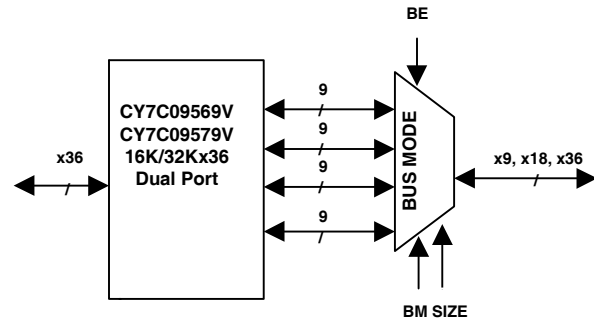 BE
CY7C09569V
CY7C09579V
16K/32Kx36
Dual Port
x36
9
9
9
9
BUS MODE
x9, x18, x36
BM SIZE